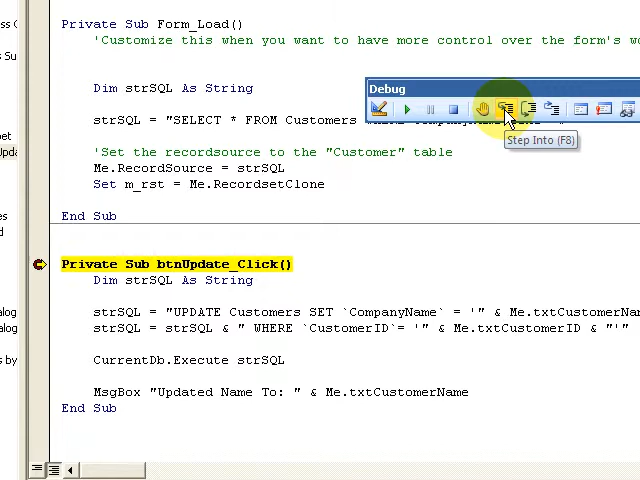 Private Sub Form_Load()
'Customize this when you want to have more control over the form's
Dim strSQL As String
Debug
strSQL = "SELECT * FROM Customers
'Set the recordsource to the "Customer" table
Step Into (F8)
Me.RecordSource = strSQL
Set m_rst = Me.RecordsetClone
End Sub
Private Sub btnUpdate_Click()
Dim strSQL As String
strSQL = "UPDATE Customers SET `CompanyName` = '" & Me.txtCustomerNa
strSQL = strSQL & " WHERE `CustomerID`= '" & Me.txtCustomerID & "'"
CurrentDb.Execute strSQL
MsgBox "Updated Name To: " & Me.txtCustomerName
End Sub